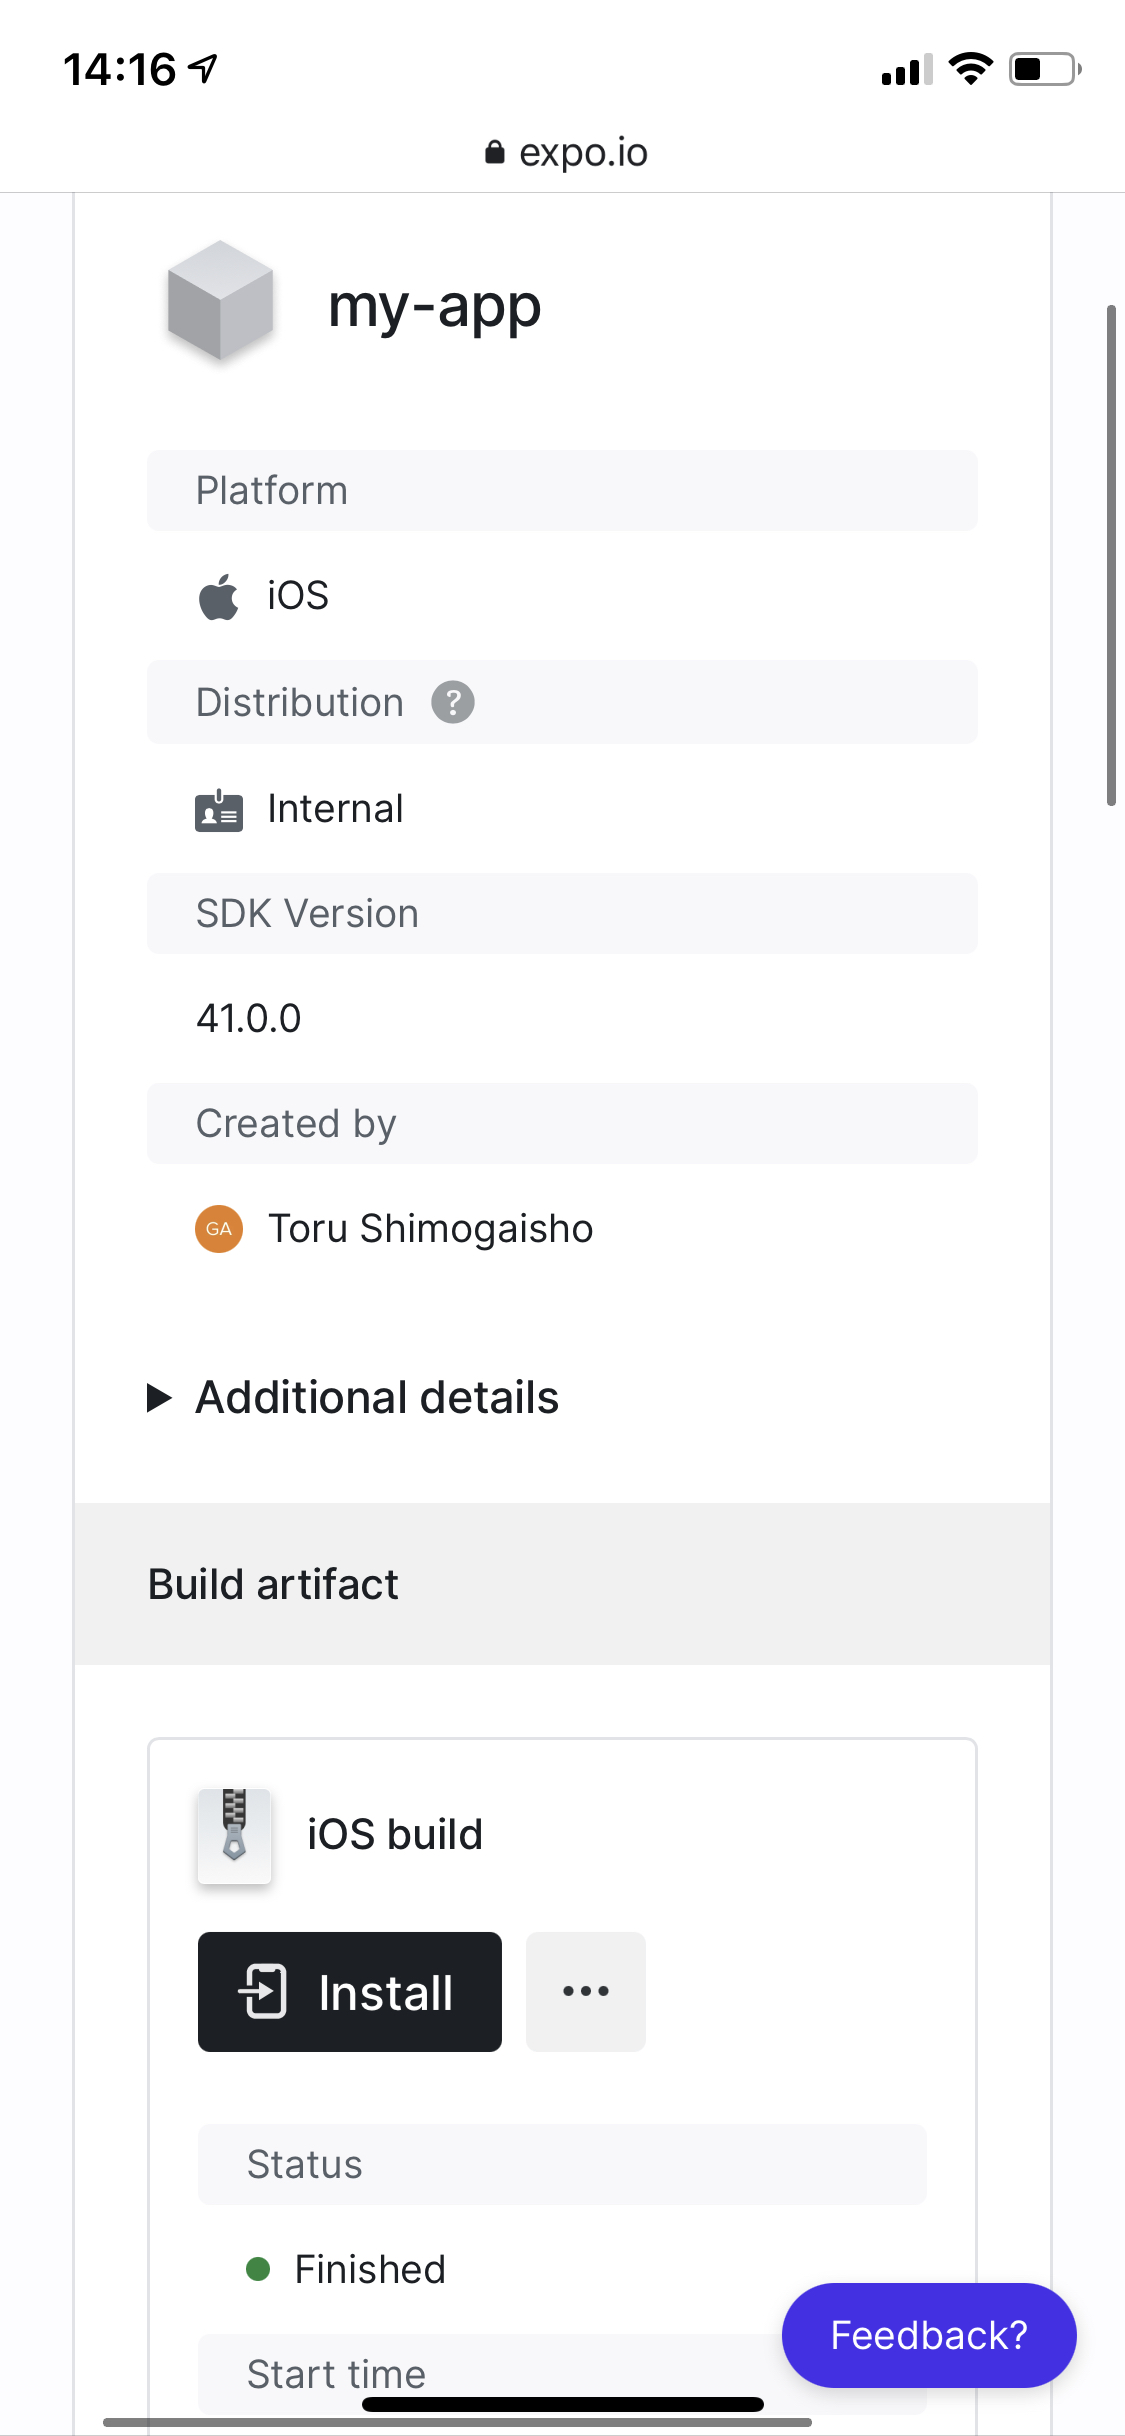 14:16
expo.io
my-app
Platform
iOS
Distribution ?
Internal
SDK Version
41.0.0
Created by
GA Toru Shimogaisho
Additional details
Build artifact
iOS build
Install ...
Status
Finished
Feedback?
Start time